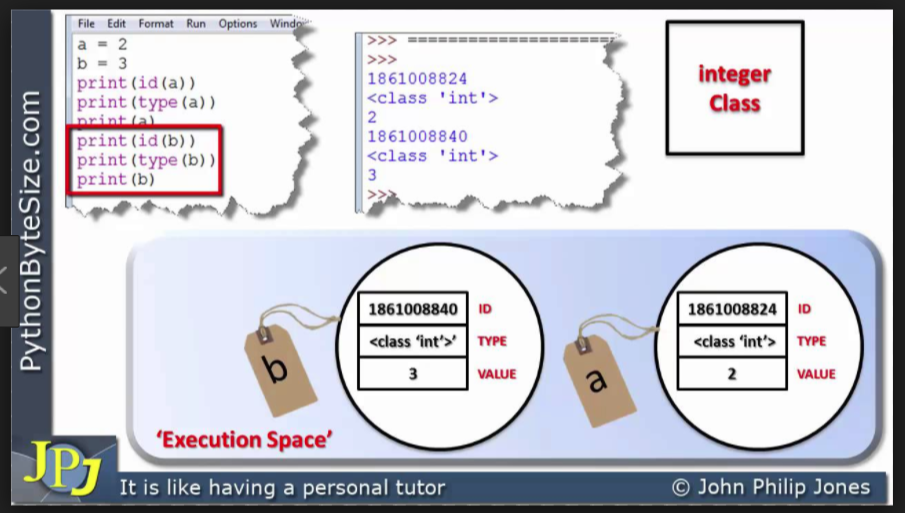 File Edit Format Run Options
a = 2
b = 3
print(id(a))
print(type(a))
print(a)
print(id(b))
print(type(b))
print(b)
>>> ====================
>>>
1861008824
<class 'int'>
2
1861008840
<class 'int'>
3
>>>
integer
Class
PythonByteSize.com
1861008840 ID
<class ‘int’>’ TYPE
3 VALUE
b
1861008824 ID
<class ‘int’> TYPE
2 VALUE
a
‘Execution Space’
JPJ
It is like having a personal tutor
© John Philip Jones